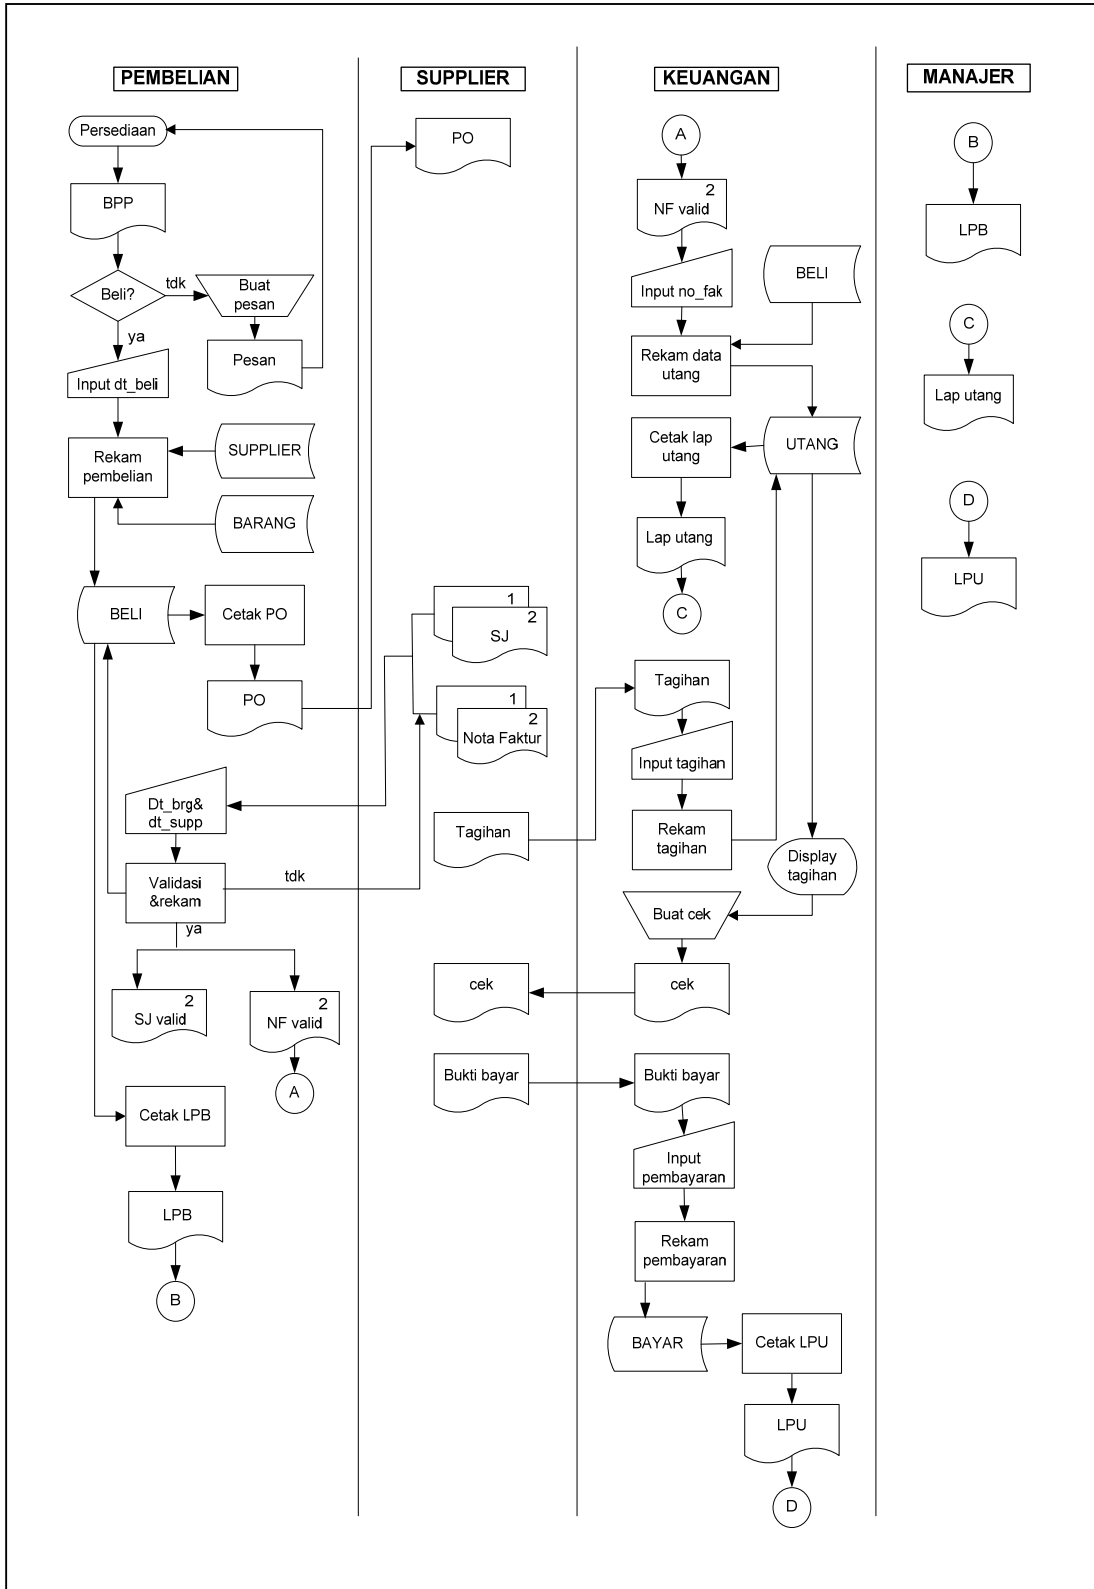 PEMBELIAN
Persediaan
BPP
Beli?
tdk
Buat
pesan
ya
Pesan
Input dt_beli
Rekam
pembelian
SUPPLIER
BARANG
BELI
Cetak PO
PO
Dt_brg&
dt_supp
Validasi
&rekam
tdk
ya
2
SJ valid
2
NF valid
A
Cetak LPB
LPB
B
SUPPLIER
PO
1
2
SJ
1
2
Nota Faktur
Tagihan
cek
Bukti bayar
KEUANGAN
A
2
NF valid
Input no_fak
BELI
Rekam data
utang
Cetak lap
utang
UTANG
Lap utang
C
Tagihan
Input tagihan
Rekam
tagihan
Display
tagihan
Buat cek
cek
Bukti bayar
Input
pembayaran
Rekam
pembayaran
BAYAR
Cetak LPU
LPU
D
MANAJER
B
LPB
C
Lap utang
D
LPU